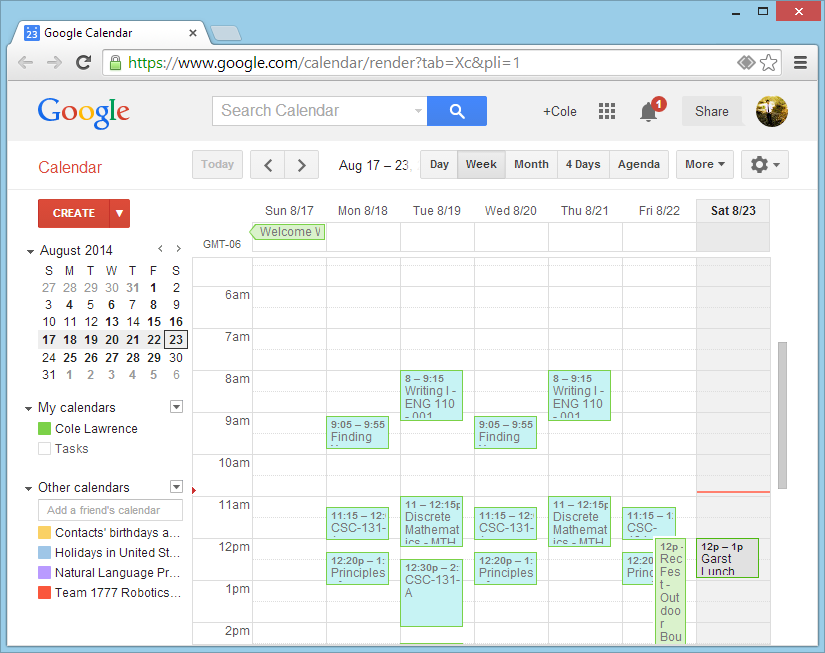 Google Calendar
https://www.google.com/calendar/render?tab=Xc&pli=1
Google
Search Calendar
+Cole
1
Share
Calendar
Today
Aug 17 – 23,
Day
Week
Month
4 Days
Agenda
More
CREATE
Sun 8/17
Mon 8/18
Tue 8/19
Wed 8/20
Thu 8/21
Fri 8/22
Sat 8/23
GMT-06
Welcome W
August 2014
S M T W T F S
27 28 29 30 31 1 2
3 4 5 6 7 8 9
10 11 12 13 14 15 16
17 18 19 20 21 22 23
24 25 26 27 28 29 30
31 1 2 3 4 5 6
My calendars
Cole Lawrence
Tasks
Other calendars
Add a friend's calendar
Contacts' birthdays a...
Holidays in United St...
Natural Language Pr...
Team 1777 Robotics...
6am
7am
8am
9am
10am
11am
12pm
1pm
2pm
9:05 – 9:55
Finding
11:15 – 12:
CSC-131-
12:20p – 1:
Principles
8 – 9:15
Writing I -
ENG 110
- 001
11 – 12:15p
Discrete
Mathemat
ics - MTH
12:30p – 2:
CSC-131-
A
9:05 – 9:55
Finding
11:15 – 12:
CSC-131-
12:20p – 1:
Principles
8 – 9:15
Writing I -
ENG 110
- 001
11 – 12:15p
Discrete
Mathemat
ics - MTH
11:15 – 1
CSC-
12:20p
Princ
12p -
Rec
Fest
-
Out
doo
r
Bou
12p – 1p
Garst
Lunch